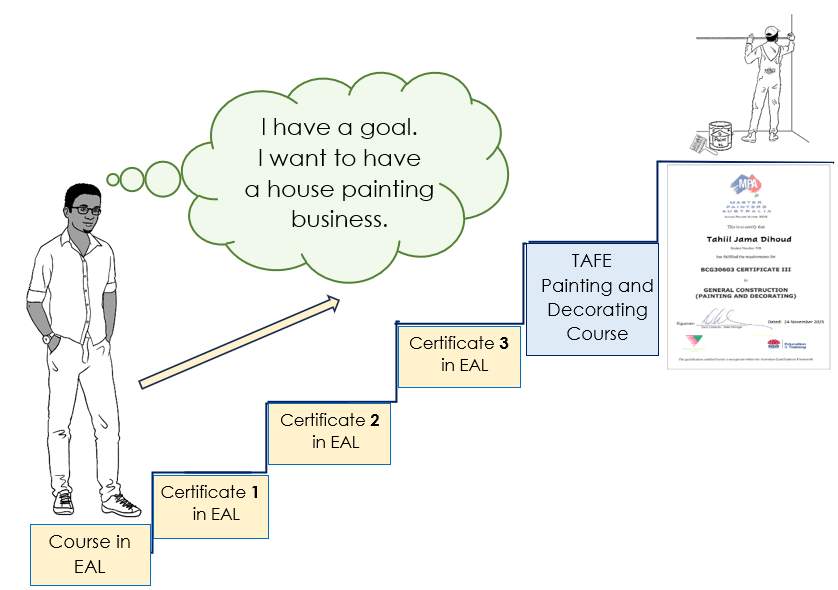 I have a goal.
I want to have
a house painting
business.
Course in
EAL
Certificate 1
in EAL
Certificate 2
in EAL
Certificate 3
in EAL
TAFE
Painting and
Decorating
Course
MPA
MASTER
PAINTERS
AUSTRALIA
This is to certify that
Tahiil Jama Dihoud
has fulfilled the requirements for
BCG30603 CERTIFICATE III
in
GENERAL CONSTRUCTION
(PAINTING AND DECORATING)
Signature:
Dated: 24 November 2025
Education
& Training
Paint